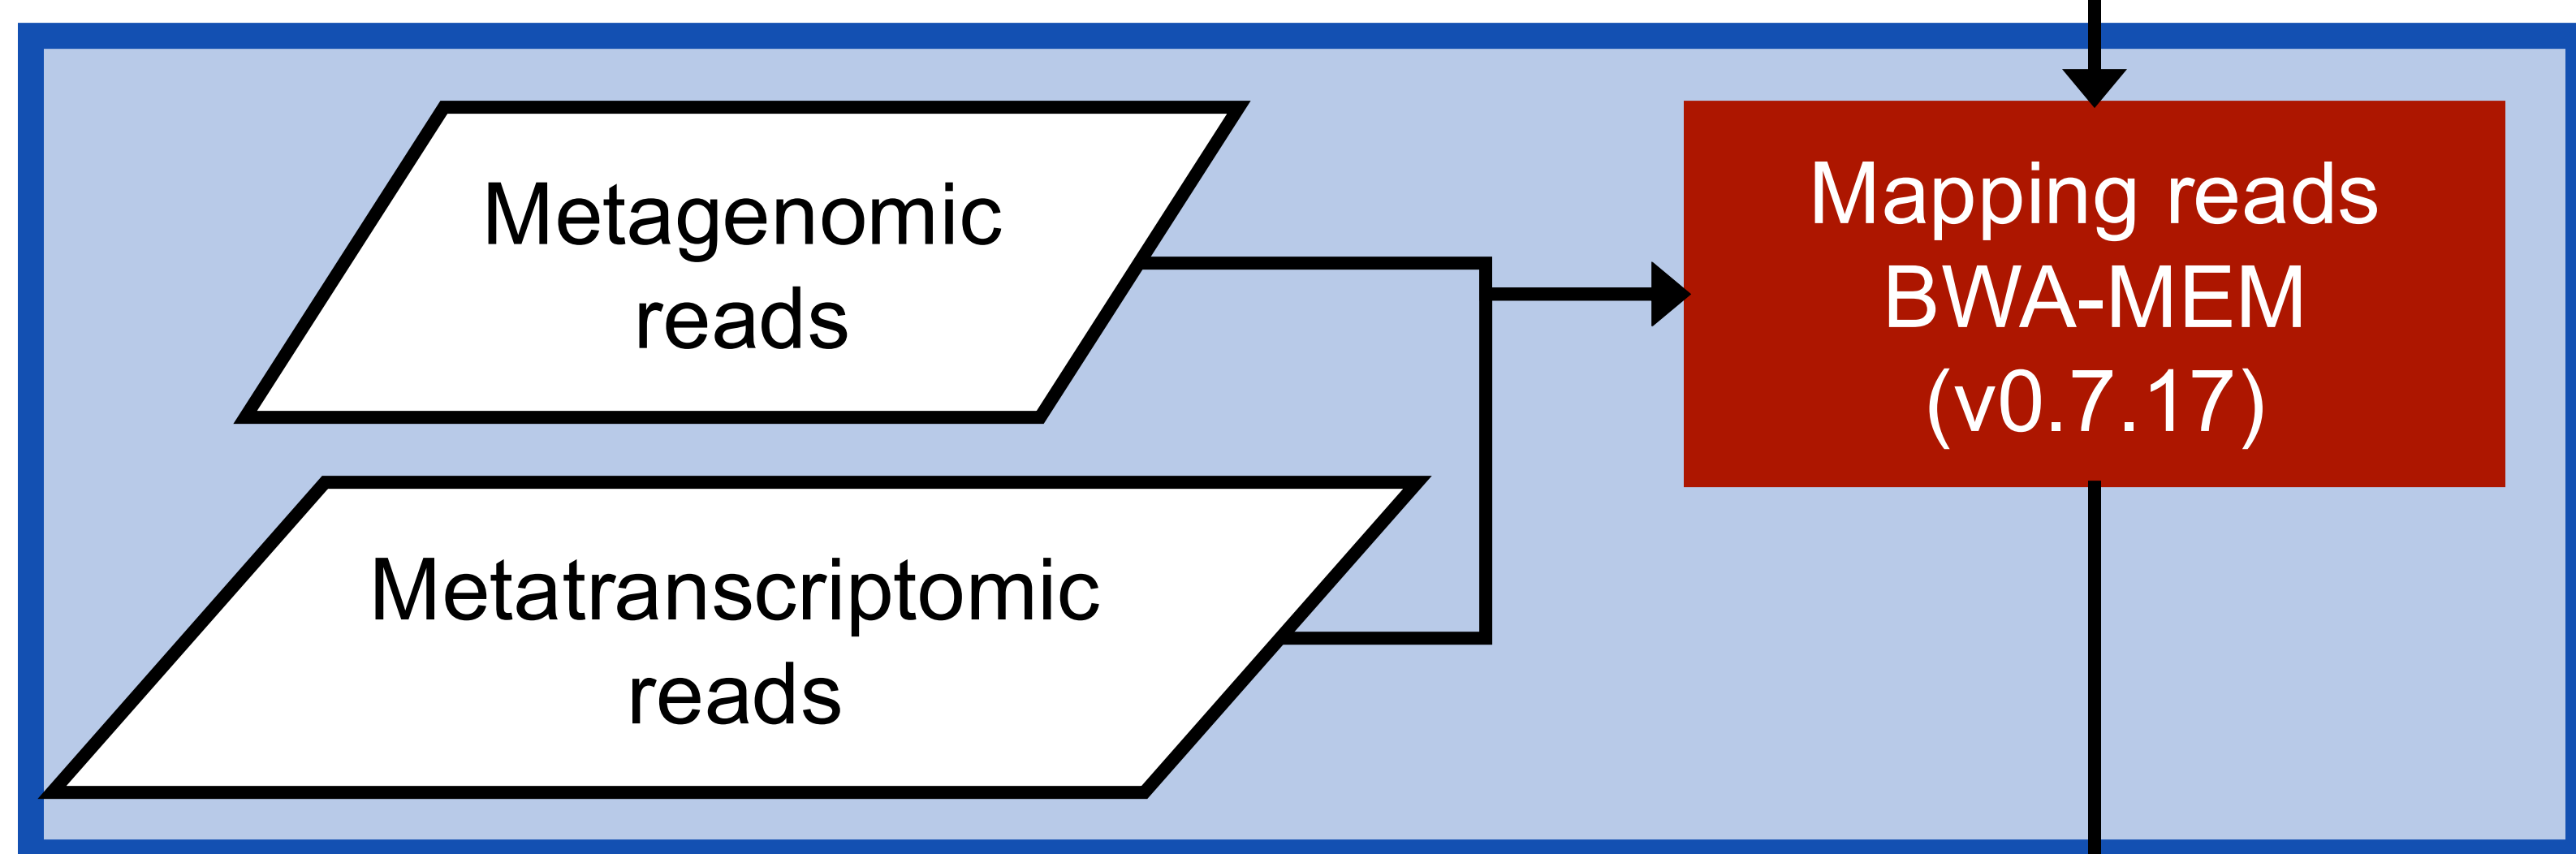 Metagenomic
reads
Metatranscriptomic
reads
Mapping reads
BWA-MEM
(v0.7.17)